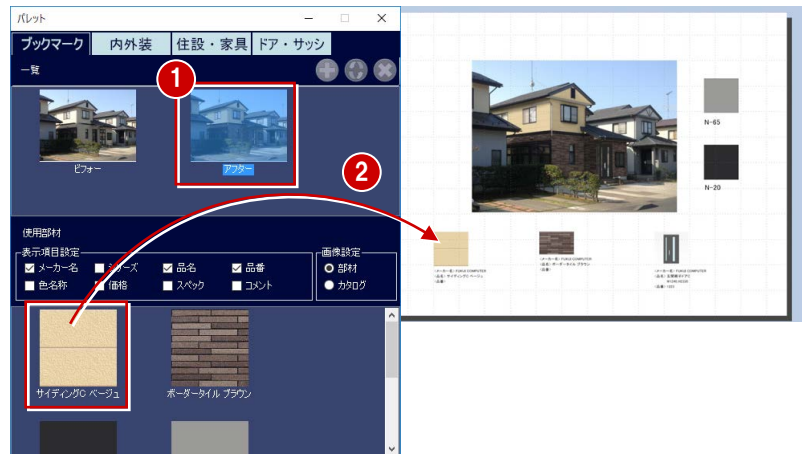 パレット
ブックマーク 内外装 住設・家具 ドア・サッシ
一覧
1
ビフォー アフター
2
使用部材
表示項目設定
メーカー名 シリーズ 品名 品番
色名称 価格 スペック コメント
画像設定
部材
カタログ
サイディングC ベージュ ボーダータイル ブラウン
N-65
N-20